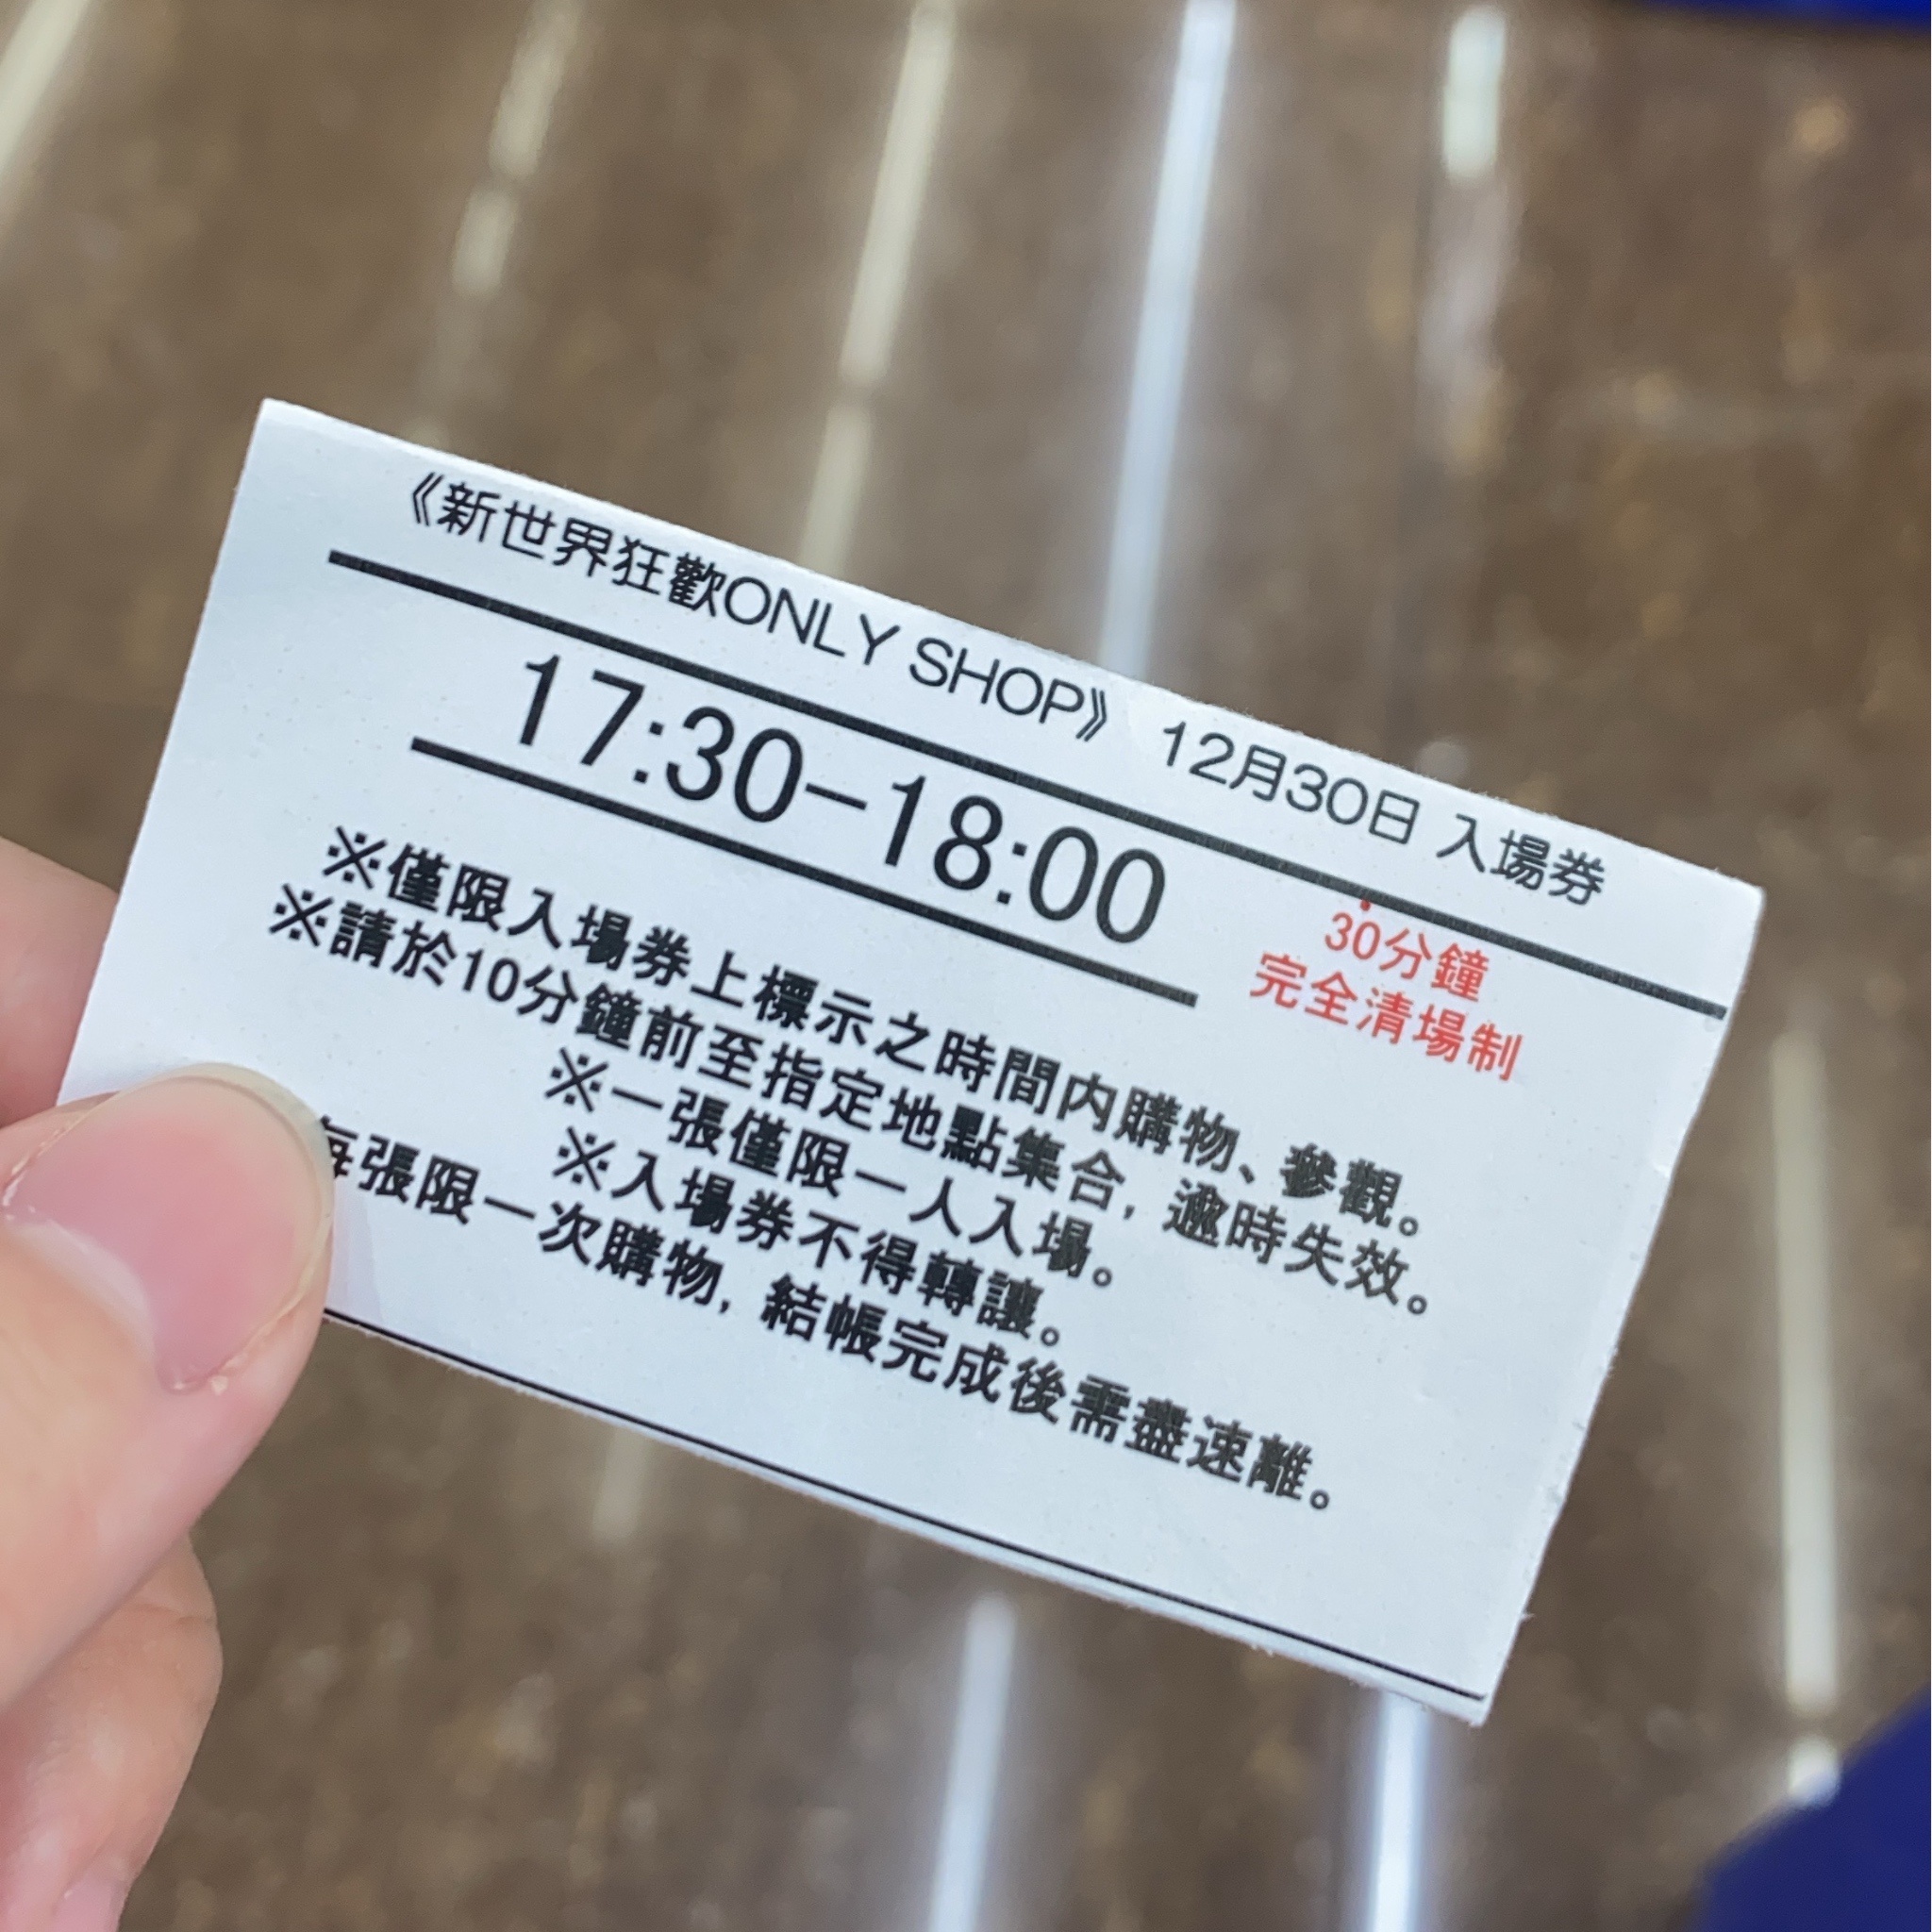 《新世界狂歡ONLY SHOP》 12月30日 入場券
17:30-18:00
30分鐘
完全清場制
※僅限入場券上標示之時間內購物、參觀。
※請於10分鐘前至指定地點集合，逾時失效。
※一張僅限一人入場。
※入場券不得轉讓。
每張限一次購物，結帳完成後需盡速離。